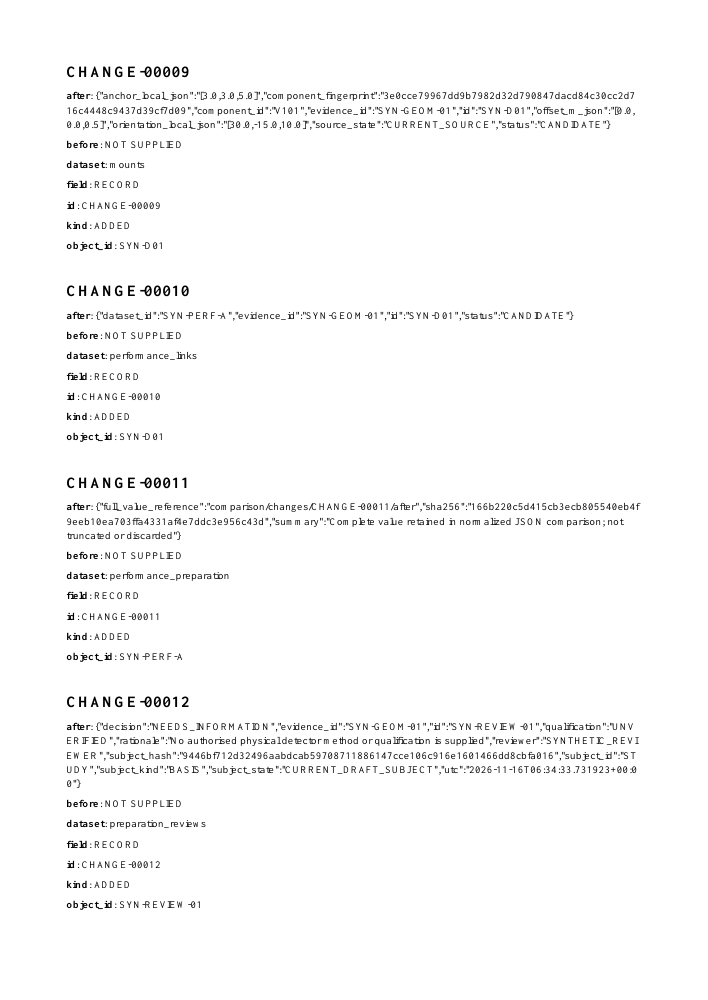 CHANGE-00009
after: {"anchor_local_json":"[3.0,3.0,5.0]","component_fingerprint":"3e0cce79967dd9b7982d32d790847dacd84c30cc2d7
16c4448c9437d39cf7d09","component_id":"V101","evidence_id":"SYN-GEOM-01","id":"SYN-D01","offset_m_json":"[0.0,
0.0,0.5]","orientation_local_json":"[30.0,-15.0,10.0]","source_state":"CURRENT_SOURCE","status":"CANDIDATE"}
before: NOT SUPPLIED
dataset: mounts
field: RECORD
id: CHANGE-00009
kind: ADDED
object_id: SYN-D01
CHANGE-00010
after: {"dataset_id":"SYN-PERF-A","evidence_id":"SYN-GEOM-01","id":"SYN-D01","status":"CANDIDATE"}
before: NOT SUPPLIED
dataset: performance_links
field: RECORD
id: CHANGE-00010
kind: ADDED
object_id: SYN-D01
CHANGE-00011
after: {"full_value_reference":"comparison/changes/CHANGE-00011/after","sha256":"166b220c5d415cb3ecb805540eb4f
9eeb10ea703ffa4331af4e7ddc3e956c43d","summary":"Complete value retained in normalized JSON comparison; not
truncated or discarded"}
before: NOT SUPPLIED
dataset: performance_preparation
field: RECORD
id: CHANGE-00011
kind: ADDED
object_id: SYN-PERF-A
CHANGE-00012
after: {"decision":"NEEDS_INFORMATION","evidence_id":"SYN-GEOM-01","id":"SYN-REVIEW-01","qualification":"UNV
ERIFIED","rationale":"No authorised physical detector method or qualification is supplied","reviewer":"SYNTHETIC_REVI
EWER","subject_hash":"9446bf712d32496aabdcab59708711886147cce106c916e1601466dd8cbfa016","subject_id":"ST
UDY","subject_kind":"BASIS","subject_state":"CURRENT_DRAFT_SUBJECT","utc":"2026-11-16T06:34:33.731923+00:0
0"}
before: NOT SUPPLIED
dataset: preparation_reviews
field: RECORD
id: CHANGE-00012
kind: ADDED
object_id: SYN-REVIEW-01